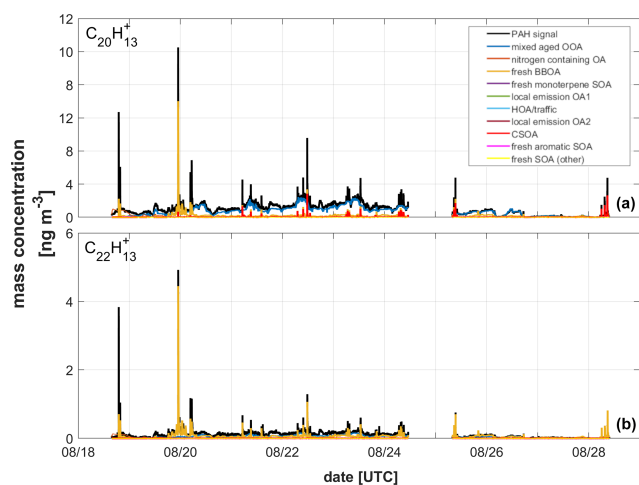 C20H13+
12
12
8
12
8
4
0
PAH signal
mixed aged OOA
nitrogen containing OA
fresh BBOA
fresh monoterpene SOA
local emission OA1
HOA/traffic
local emission OA2
CSOA
fresh aromatic SOA
fresh SOA (other)
(a)
mass concentration
[ng m-3]
C22H13+
6
4
2
0
(b)
08/18
08/20
08/22
08/24
08/26
08/28
date [UTC]